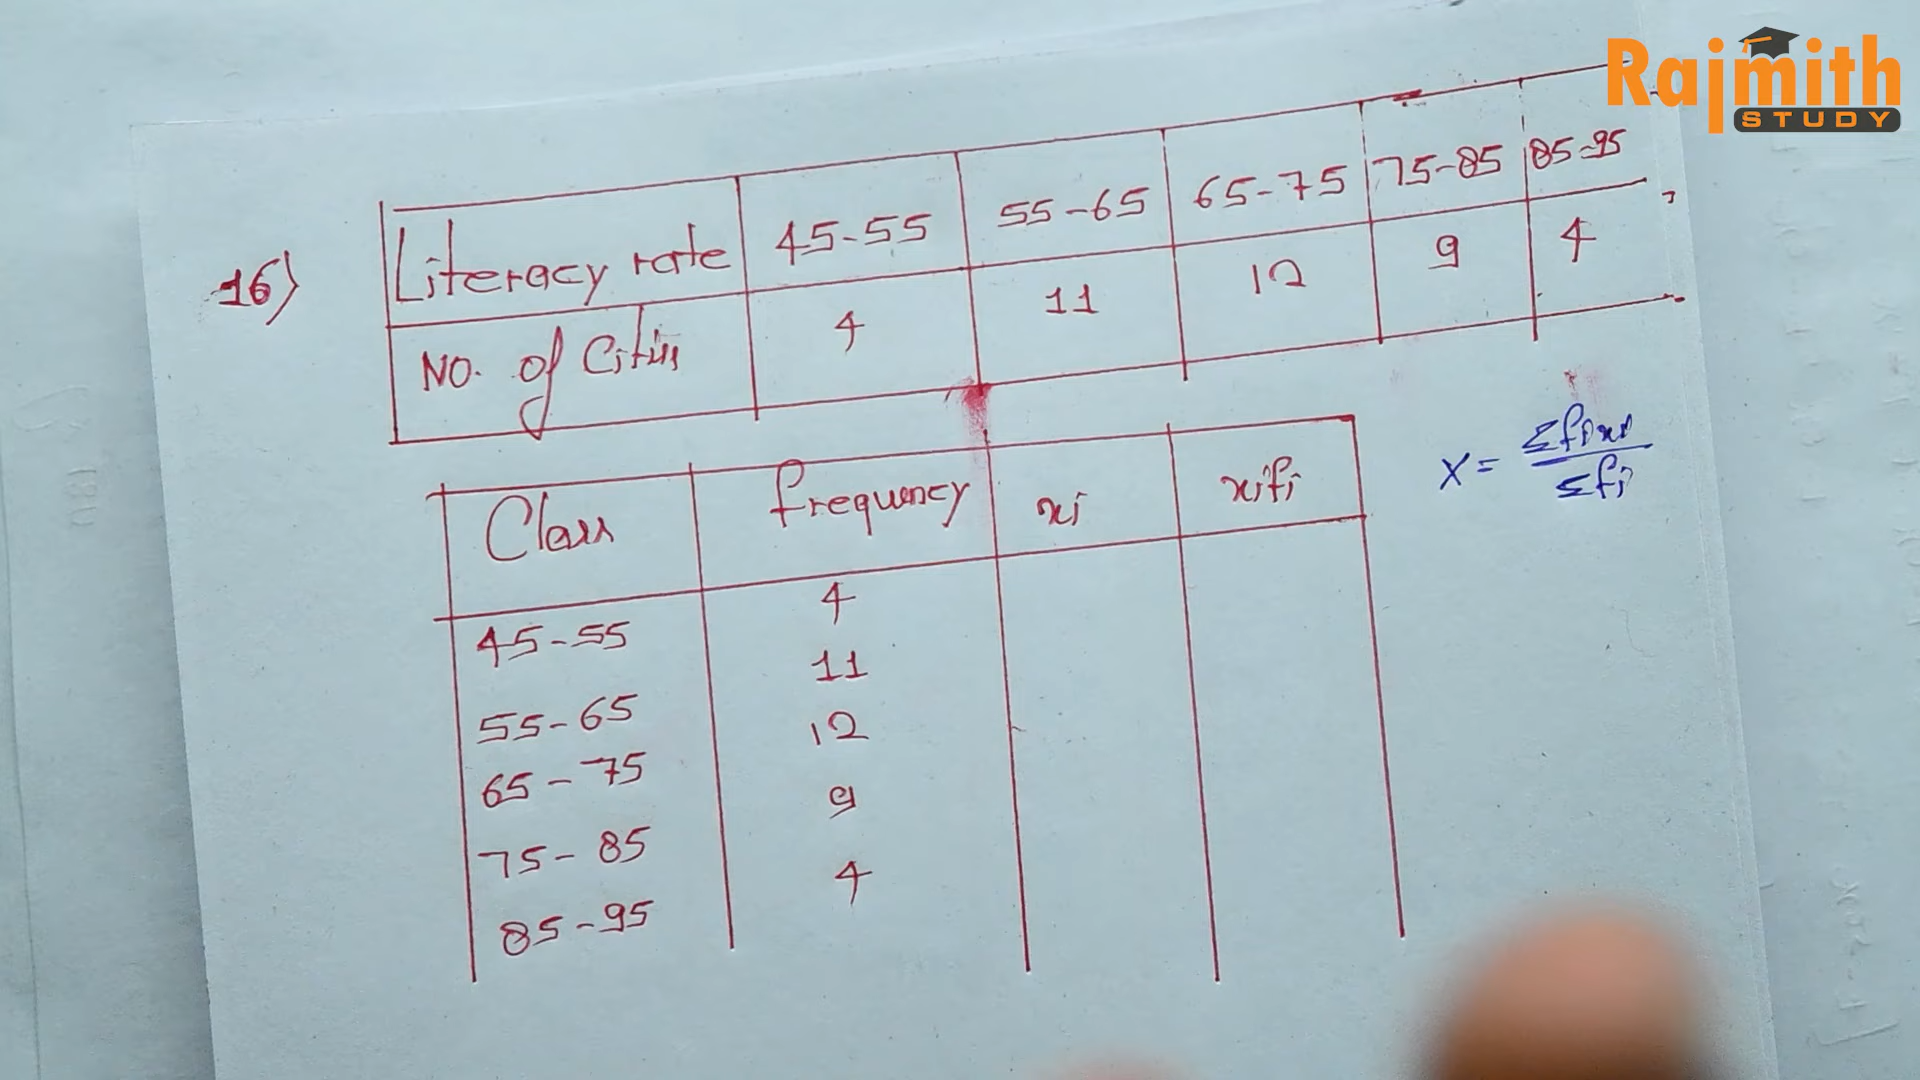 Rajmith
STUDY
16)
Literacy rate 45-55 55-65 65-75 75-85 85-95
No. of Cities 4 11 12 9 4
Class frequency xi xifi
X = Σfixi / Σfi
45-55 4
55-65 11
65-75 12
75-85 9
85-95 4